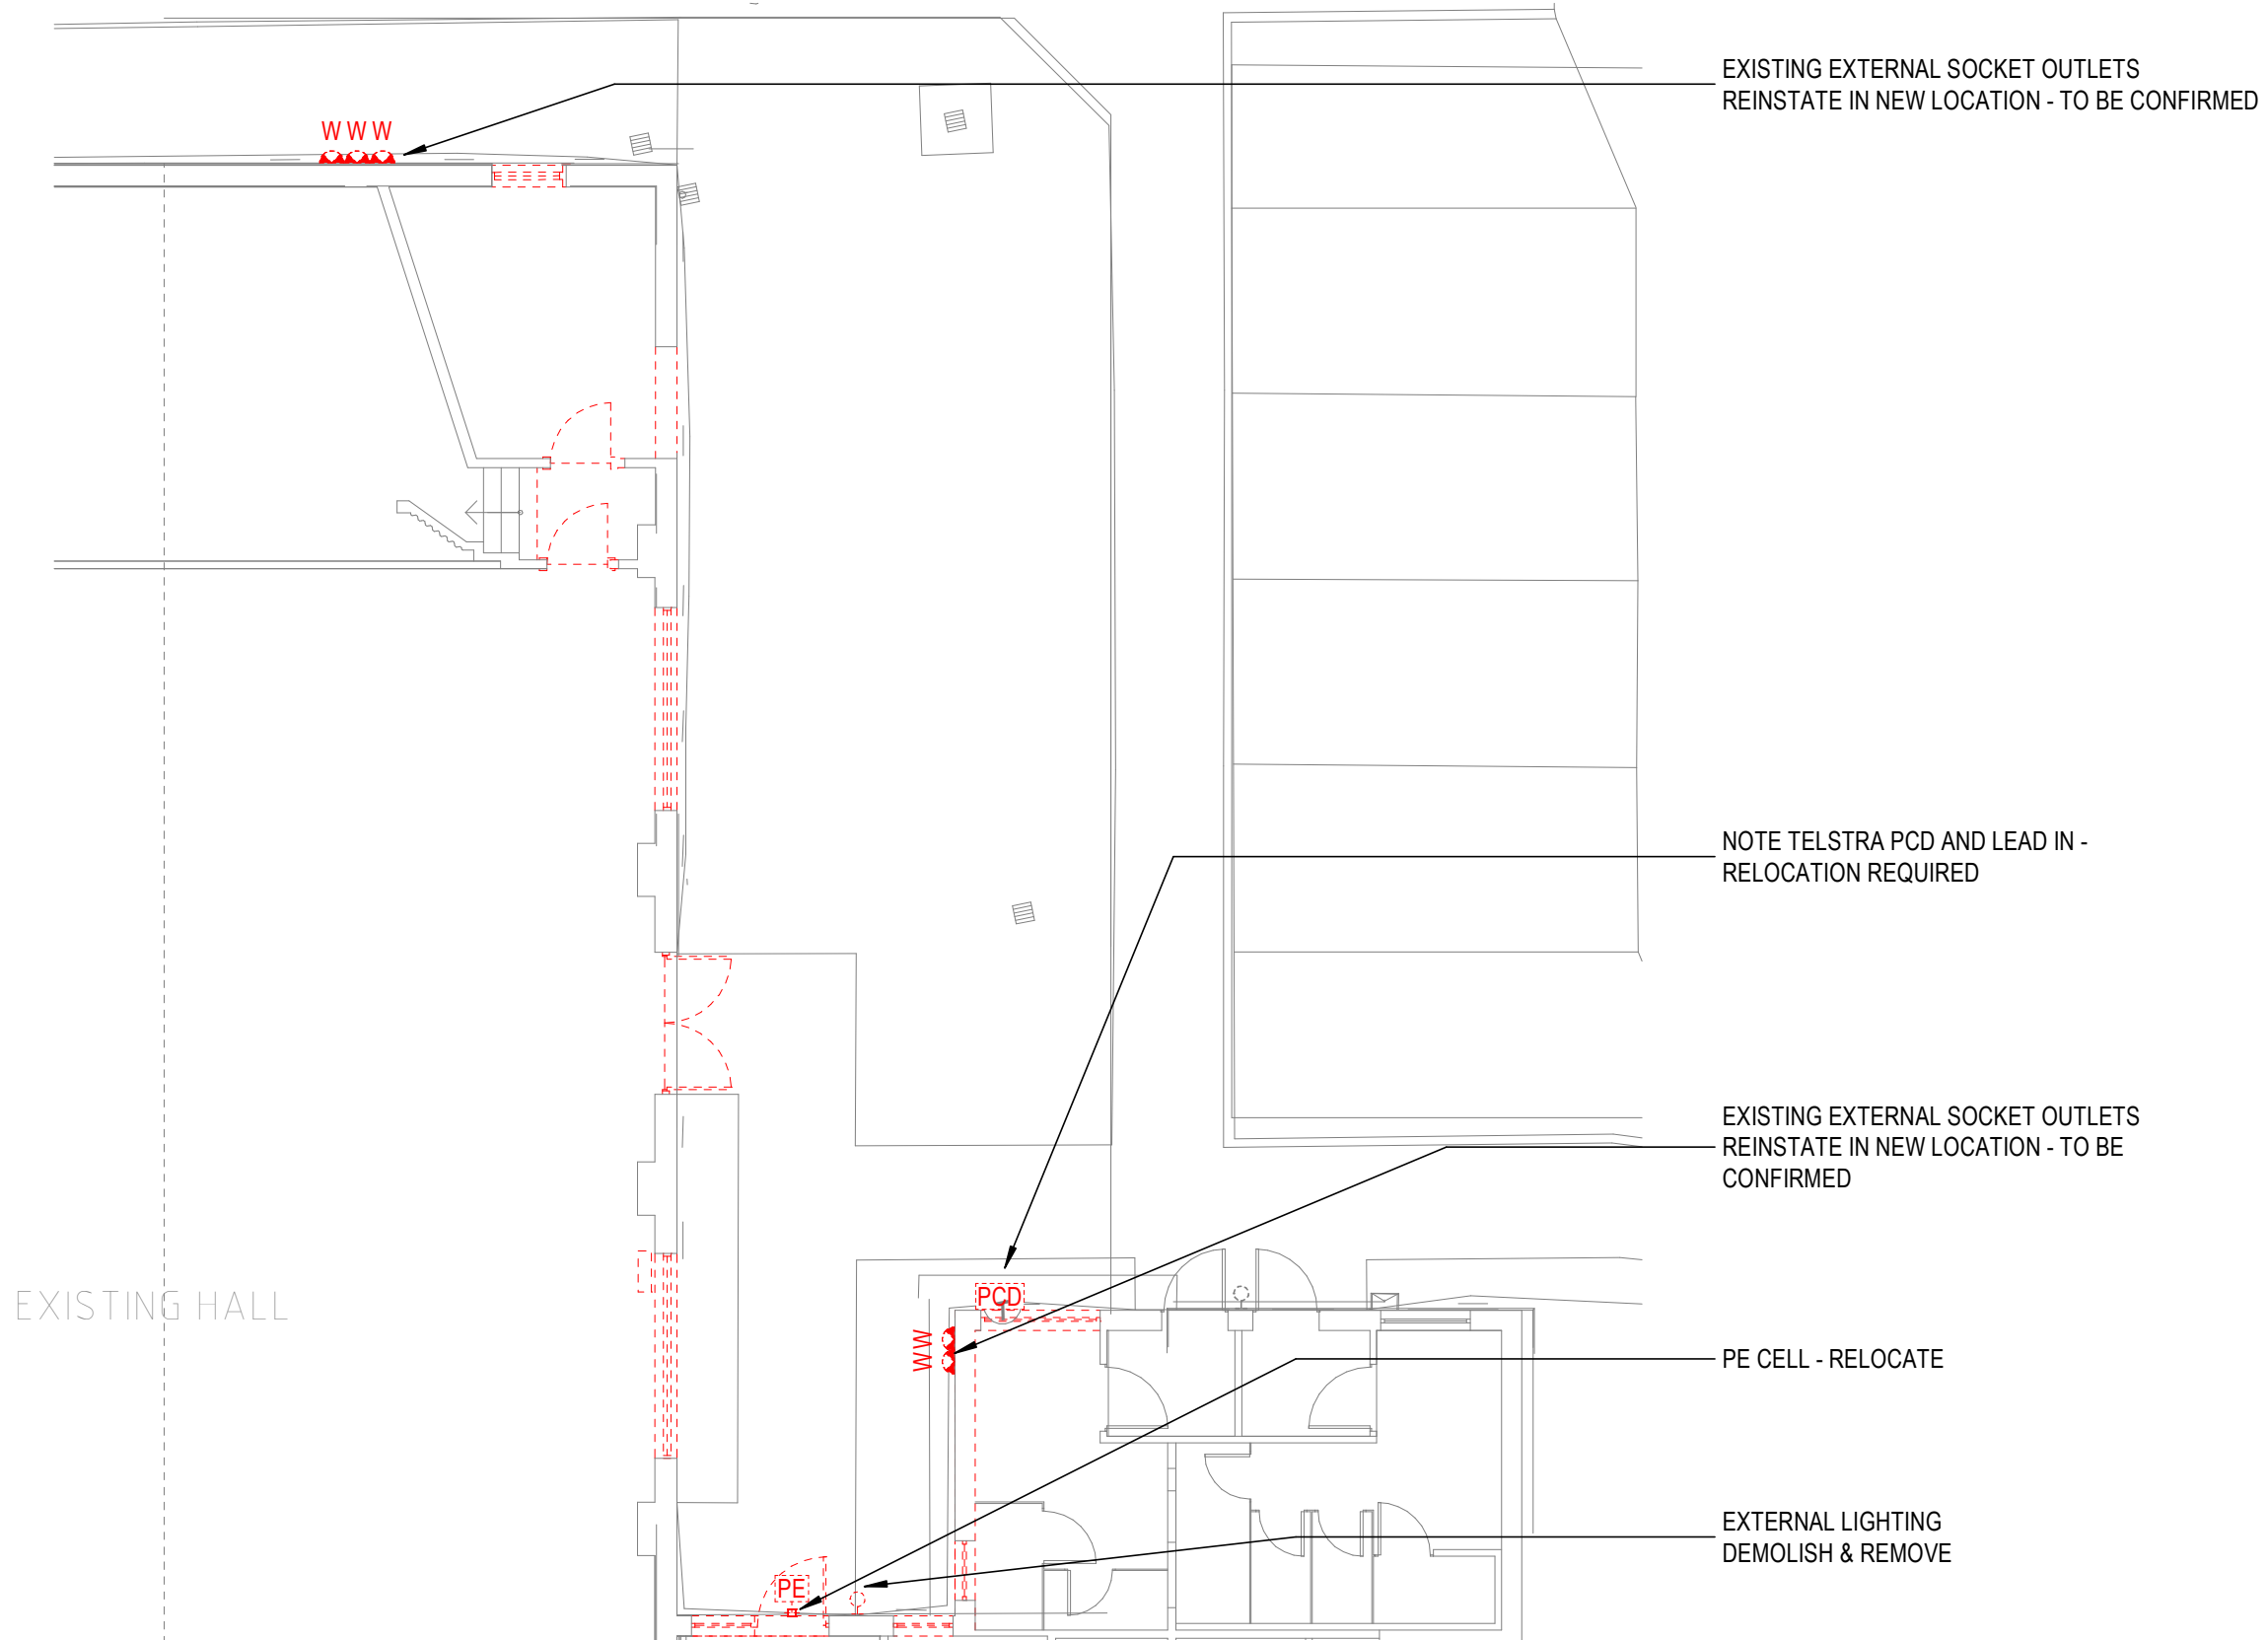 EXISTING EXTERNAL SOCKET OUTLETS
REINSTATE IN NEW LOCATION - TO BE CONFIRMED
W W W
NOTE TELSTRA PCD AND LEAD IN -
RELOCATION REQUIRED
EXISTING EXTERNAL SOCKET OUTLETS
REINSTATE IN NEW LOCATION - TO BE
CONFIRMED
PCD
EXISTING HALL
WW
PE CELL - RELOCATE
EXTERNAL LIGHTING
DEMOLISH & REMOVE
PE